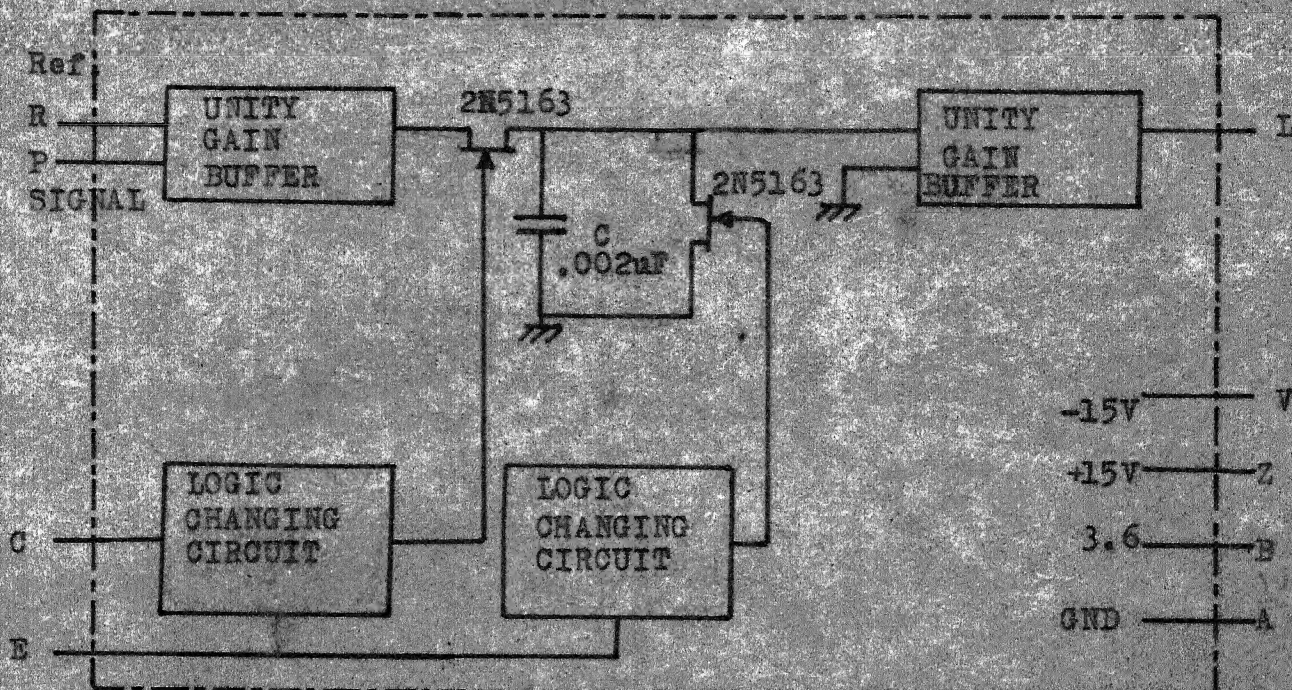 Ref
R
P
SIGNAL
UNITY
GAIN
BUFFER
2N5163
C
.002uF
2N5163
UNITY
GAIN
BUFFER
L
-15V
V
+15V
Z
3.6
B
GND
A
C
LOGIC
CHANGING
CIRCUIT
LOGIC
CHANGING
CIRCUIT
E